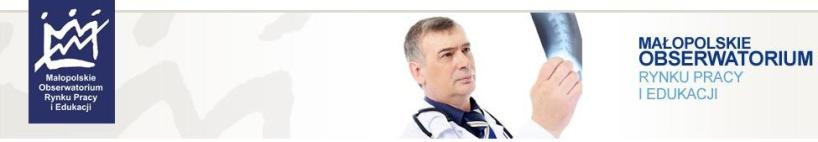 Małopolskie
Obserwatorium
Rynku Pracy
i Edukacji
MAŁOPOLSKIE
OBSERWATORIUM
RYNKU PRACY
I EDUKACJI